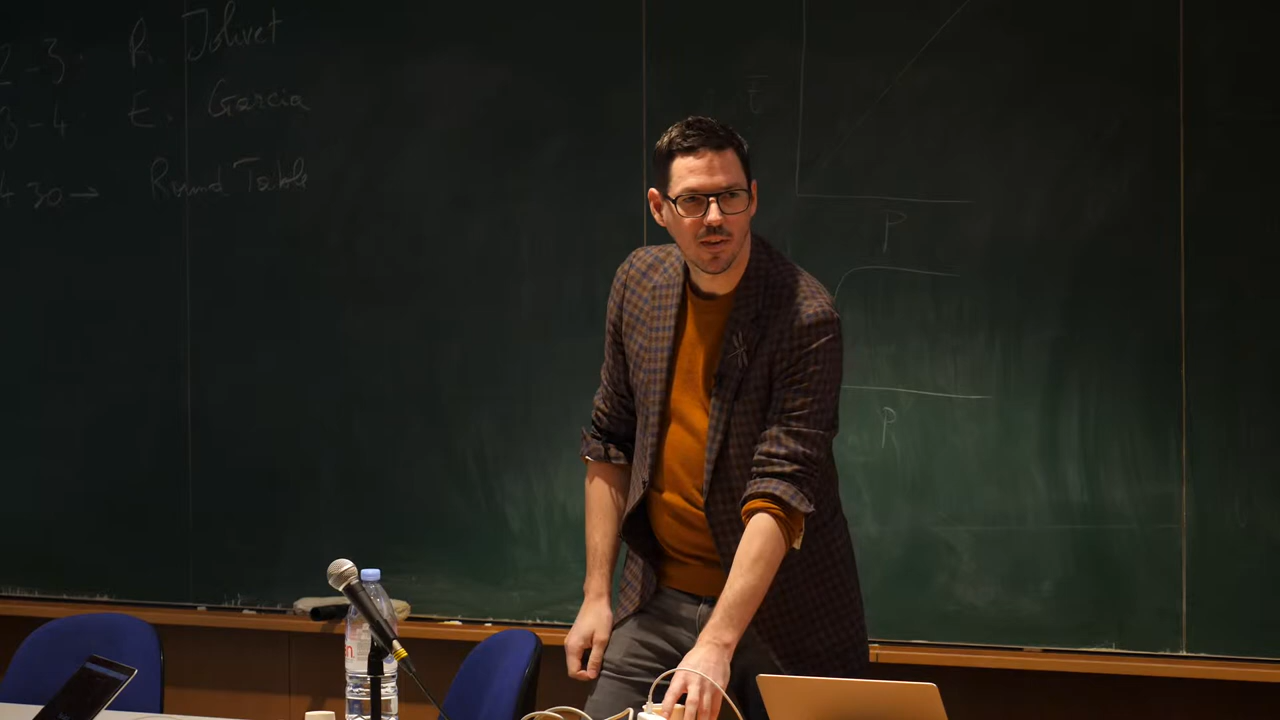 2-3: R. Jolivet
3-4: E. Garcia
4 30 → Round Table
t̄
P
P